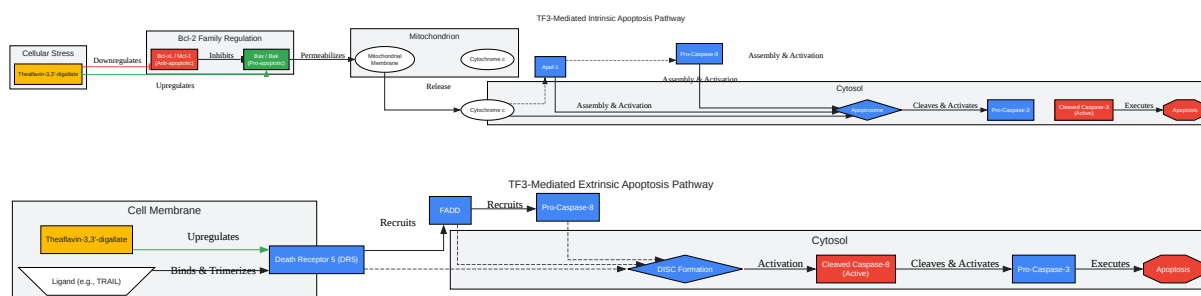 TF3-Mediated Intrinsic Apoptosis Pathway
Cellular Stress
Theaflavin-3,3'-digallate
Downregulates
Upregulates
Bcl-2 Family Regulation
Bcl-xL / Mcl-1
(Anti-apoptotic)
Inhibits
Bax / Bak
(Pro-apoptotic)
Permeabilizes
Mitochondrion
Mitochondrial
Membrane
Cytochrome c
Release
Cytochrome c
Apaf-1
Pro-Caspase-9
Assembly & Activation
Assembly & Activation
Assembly & Activation
Cytosol
Apoptosome
Cleaves & Activates
Pro-Caspase-3
Cleaved Caspase-3
(Active)
Executes
Apoptosis
TF3-Mediated Extrinsic Apoptosis Pathway
Cell Membrane
Theaflavin-3,3'-digallate
Upregulates
Ligand (e.g., TRAIL)
Binds & Trimerizes
Death Receptor 5 (DR5)
Recruits
FADD
Recruits
Pro-Caspase-8
Cytosol
DISC Formation
Activation
Cleaved Caspase-8
(Active)
Cleaves & Activates
Pro-Caspase-3
Executes
Apoptosis